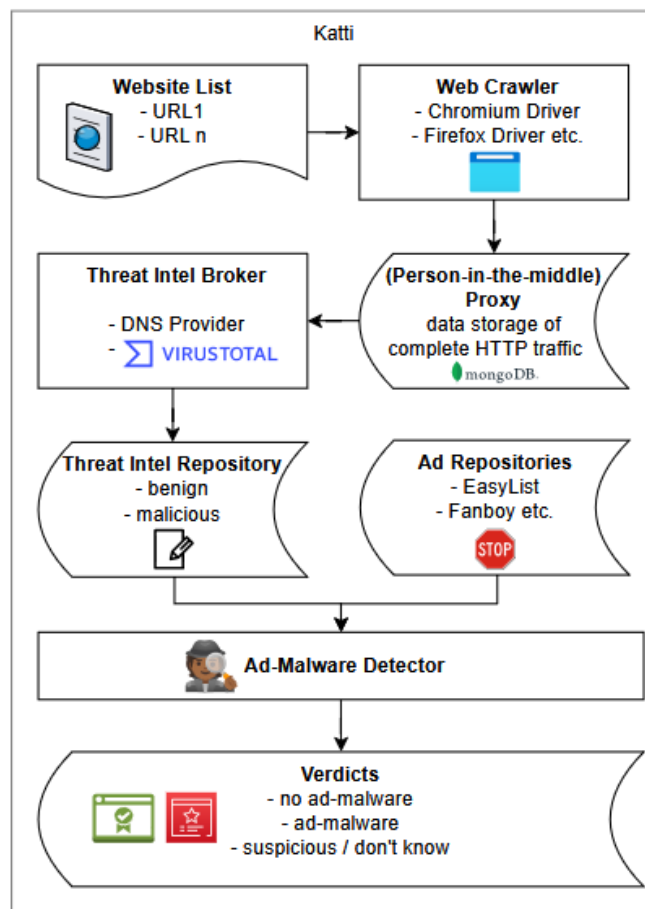 Katti
Website List
- URL1
- URL n
Web Crawler
- Chromium Driver
- Firefox Driver etc.
Threat Intel Broker
- DNS Provider
- VIRUSTOTAL
(Person-in-the-middle)
Proxy
data storage of
complete HTTP traffic
mongoDB.
Threat Intel Repository
- benign
- malicious
Ad Repositories
- EasyList
- Fanboy etc.
STOP
Ad-Malware Detector
Verdicts
- no ad-malware
- ad-malware
- suspicious / don't know